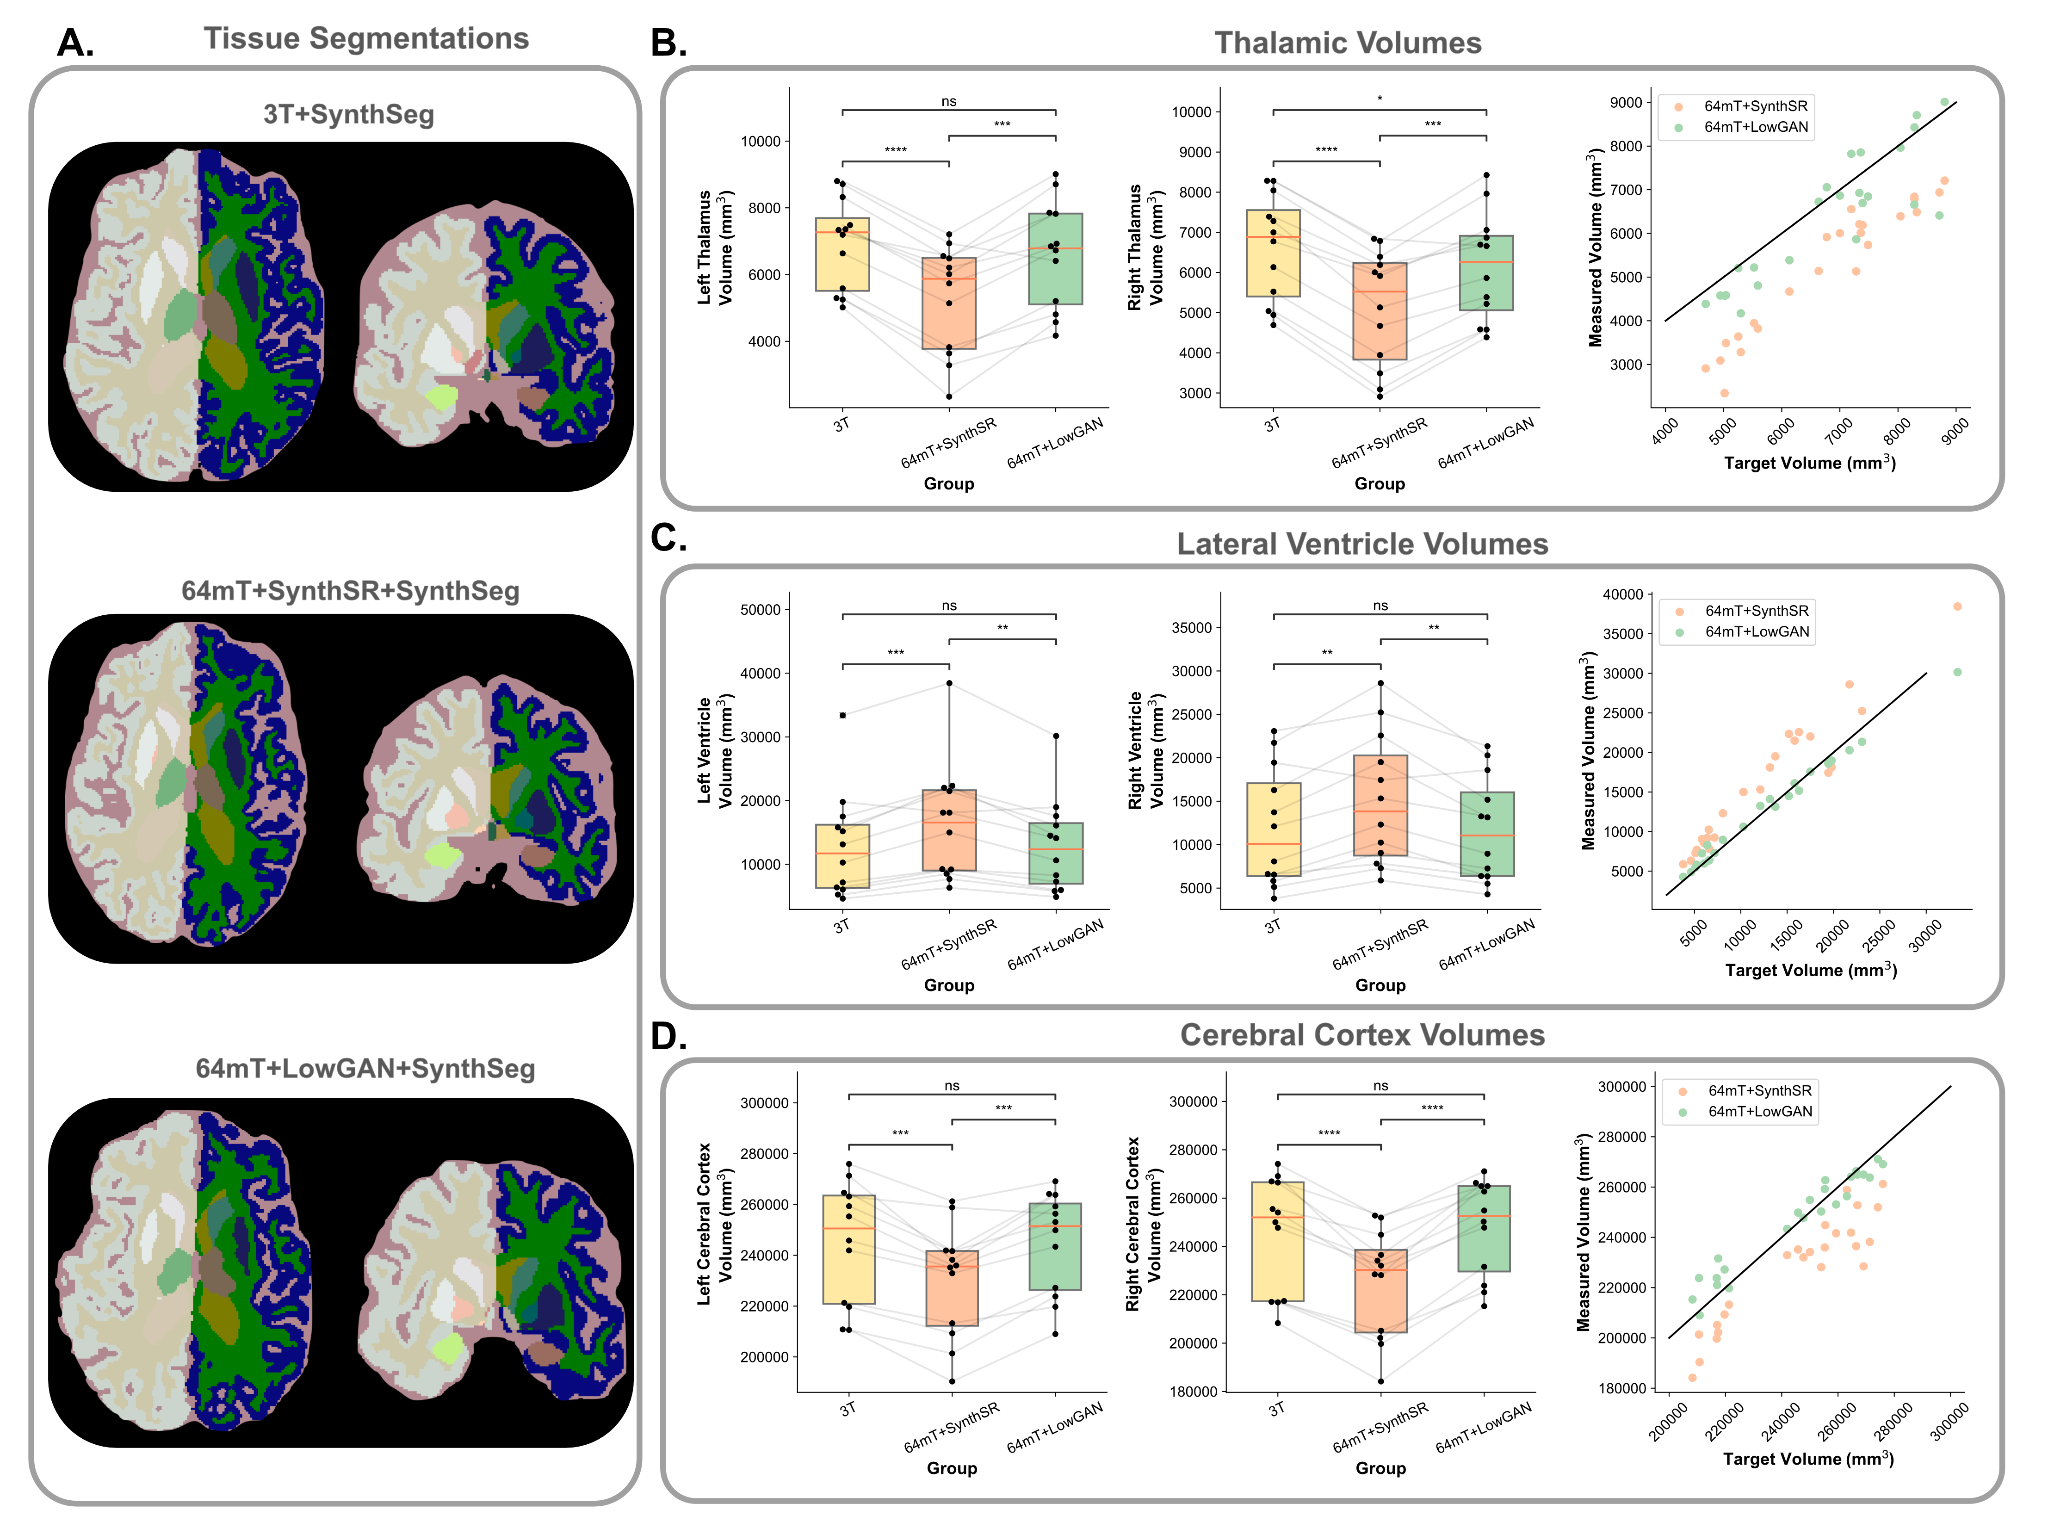 A.
Tissue Segmentations
3T+SynthSeg
64mT+SynthSR+SynthSeg
64mT+LowGAN+SynthSeg
B.
Thalamic Volumes
Left Thalamus
Volume (mm³)
10000
8000
6000
4000
ns
***
****
3T
64mT+SynthSR
64mT+LowGAN
Group
Right Thalamus
Volume (mm³)
10000
9000
8000
7000
6000
5000
4000
3000
*
***
****
3T
64mT+SynthSR
64mT+LowGAN
Group
Measured Volume (mm³)
9000
8000
7000
6000
5000
4000
3000
64mT+SynthSR
64mT+LowGAN
4000
5000
6000
7000
8000
9000
Target Volume (mm³)
C.
Lateral Ventricle Volumes
Left Ventricle
Volume (mm³)
50000
40000
30000
20000
10000
ns
**
***
3T
64mT+SynthSR
64mT+LowGAN
Group
Right Ventricle
Volume (mm³)
35000
30000
25000
20000
15000
10000
5000
ns
**
**
3T
64mT+SynthSR
64mT+LowGAN
Group
Measured Volume (mm³)
40000
35000
30000
25000
20000
15000
10000
5000
64mT+SynthSR
64mT+LowGAN
5000
10000
15000
20000
25000
30000
Target Volume (mm³)
D.
Cerebral Cortex Volumes
Left Cerebral Cortex
Volume (mm³)
300000
280000
260000
240000
220000
200000
ns
***
***
3T
64mT+SynthSR
64mT+LowGAN
Group
Right Cerebral Cortex
Volume (mm³)
300000
280000
260000
240000
220000
200000
180000
ns
****
****
3T
64mT+SynthSR
64mT+LowGAN
Group
Measured Volume (mm³)
300000
280000
260000
240000
220000
200000
180000
64mT+SynthSR
64mT+LowGAN
200000
220000
240000
260000
280000
300000
Target Volume (mm³)